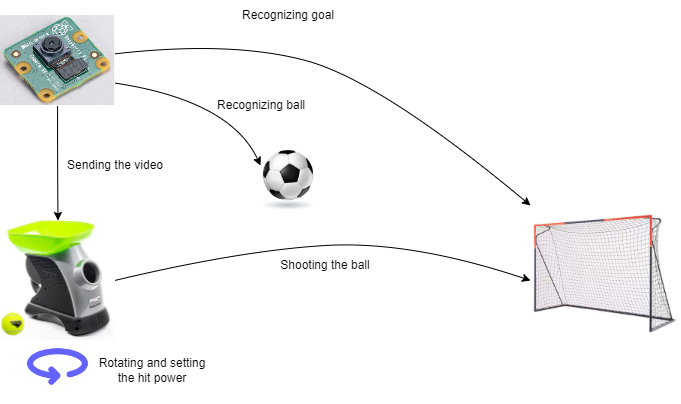 Recognizing goal
Recognizing ball
Sending the video
Shooting the ball
Rotating and setting
the hit power